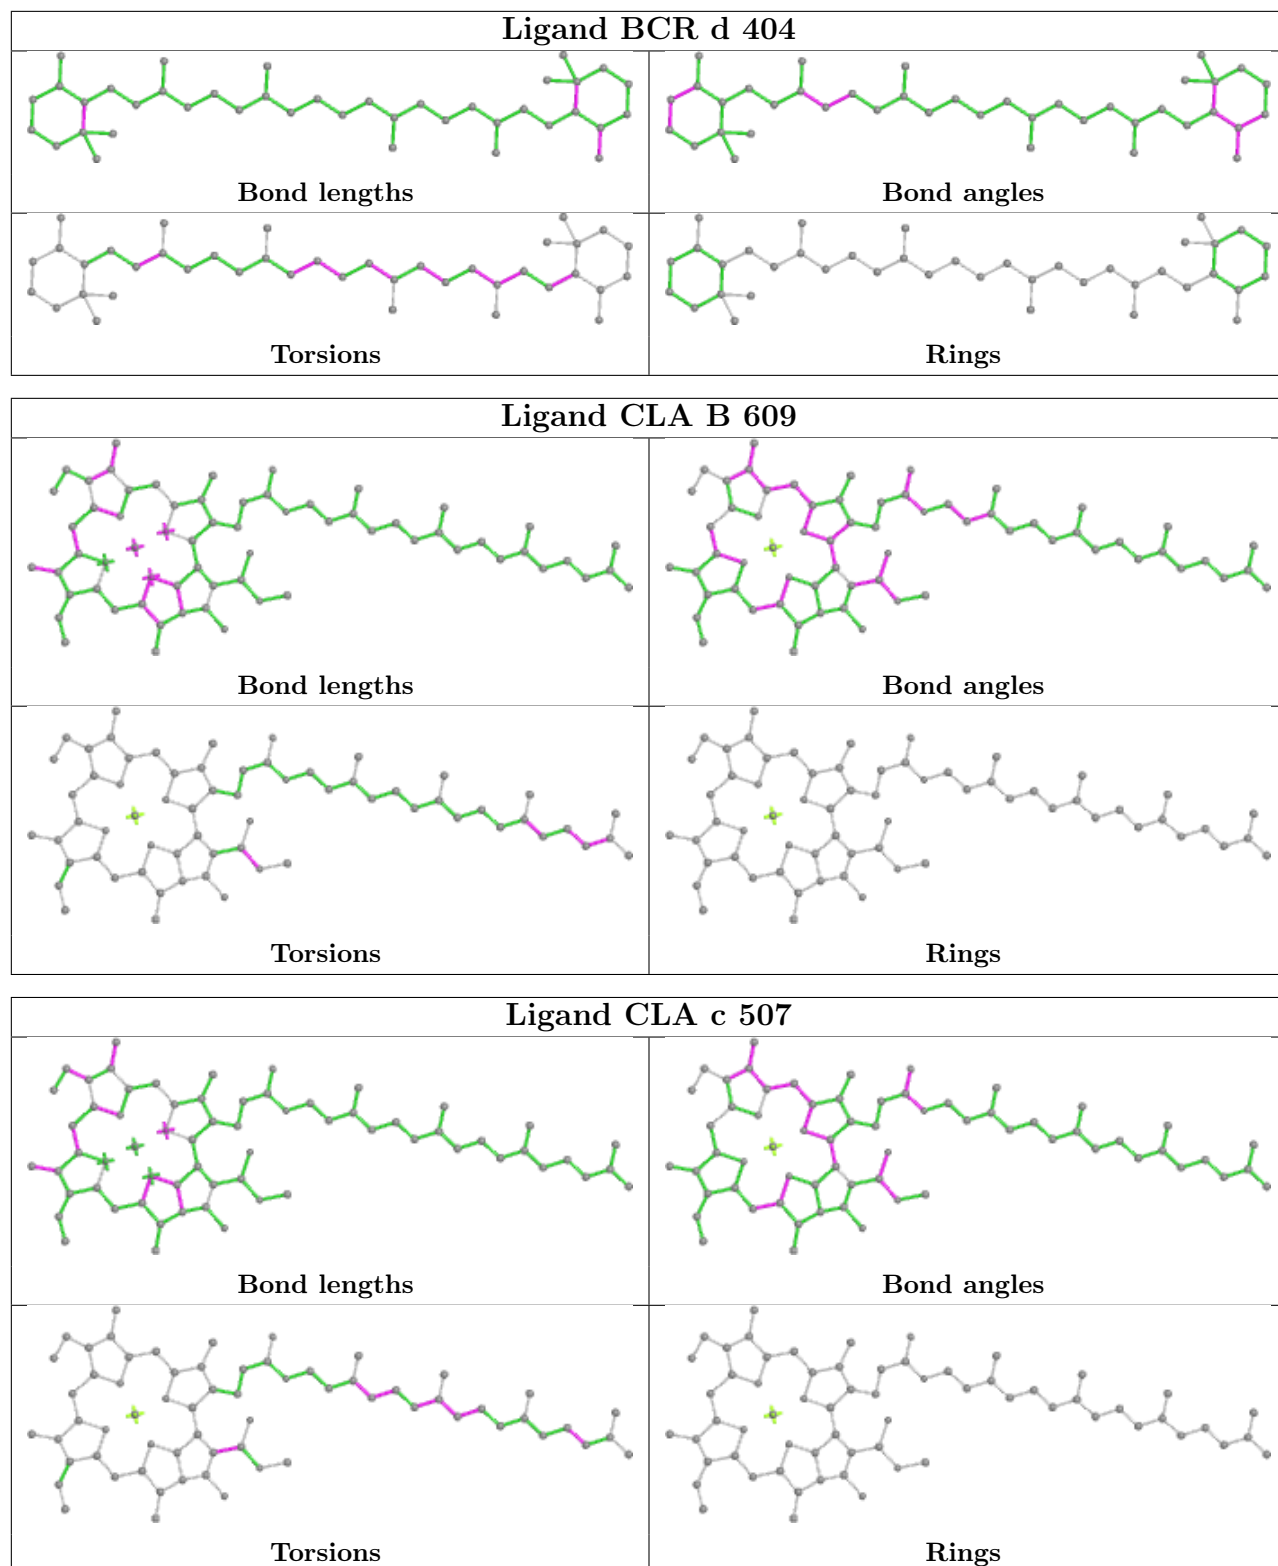 Ligand BCR d 404
Bond lengths
Bond angles
Torsions
Rings
Ligand CLA B 609
Bond lengths
Bond angles
Torsions
Rings
Ligand CLA c 507
Bond lengths
Bond angles
Torsions
Rings